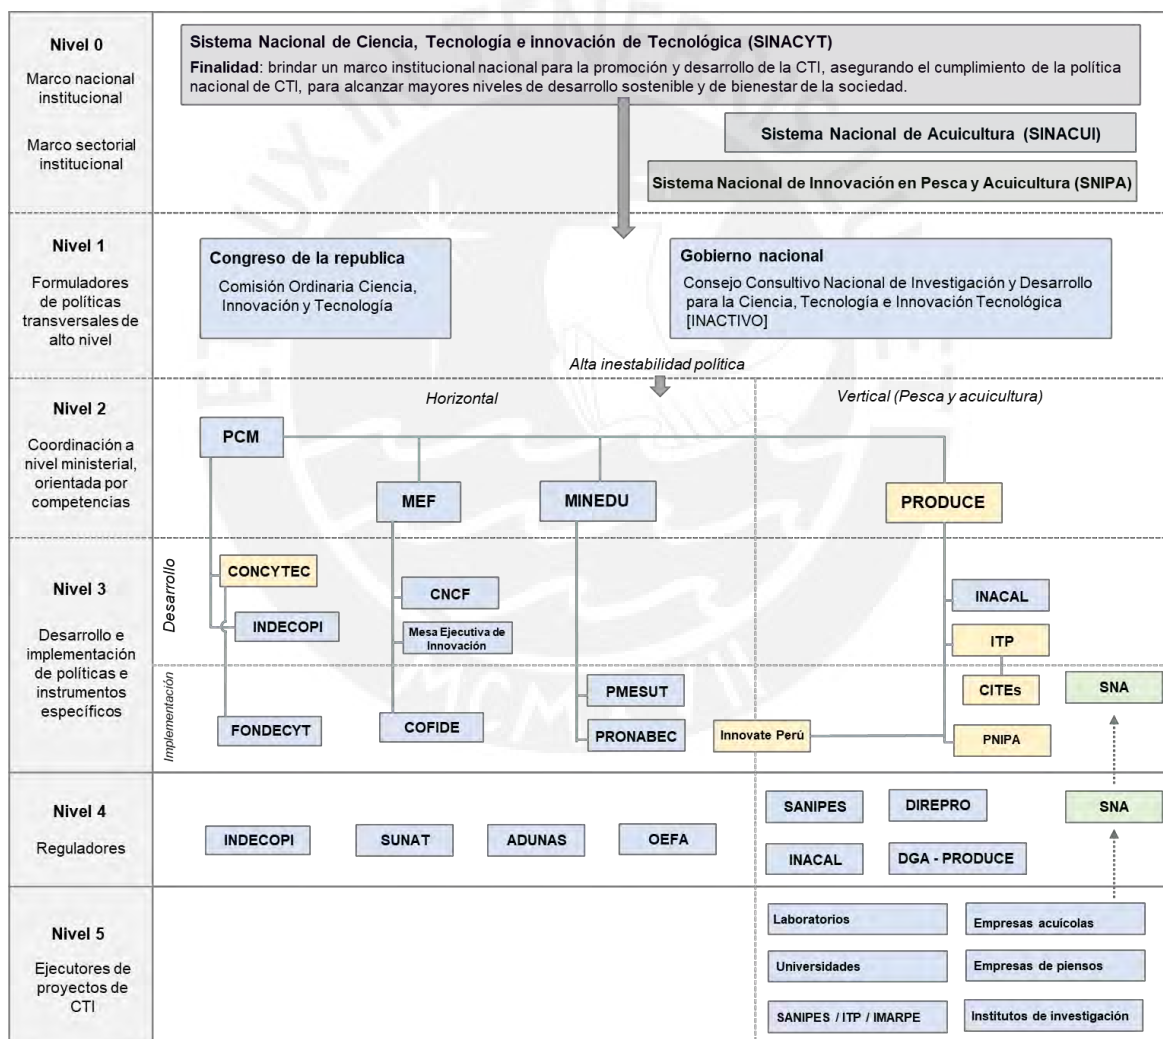 Nivel 0
Marco nacional
institucional
Marco sectorial
institucional
Sistema Nacional de Ciencia, Tecnología e innovación de Tecnológica (SINACYT)
Finalidad: brindar un marco institucional nacional para la promoción y desarrollo de la CTI, asegurando el cumplimiento de la política
nacional de CTI, para alcanzar mayores niveles de desarrollo sostenible y de bienestar de la sociedad.
Sistema Nacional de Acuicultura (SINACUI)
Sistema Nacional de Innovación en Pesca y Acuicultura (SNIPA)
Nivel 1
Formuladores
de políticas
transversales de
alto nivel
Congreso de la republica
Comisión Ordinaria Ciencia,
Innovación y Tecnología
Gobierno nacional
Consejo Consultivo Nacional de Investigación y Desarrollo
para la Ciencia, Tecnología e Innovación Tecnológica
[INACTIVO]
Alta inestabilidad política
Nivel 2
Coordinación a
nivel ministerial,
orientada por
competencias
Horizontal
Vertical (Pesca y acuicultura)
PCM
MEF
MINEDU
PRODUCE
Nivel 3
Desarrollo e
implementación
de políticas e
instrumentos
específicos
Desarrollo
CONCYTEC
CNCF
INACAL
INDECOPI
Mesa Ejecutiva de
Innovación
ITP
Implementación
PMESUT
CITEs
SNA
FONDECYT
COFIDE
PRONABEC
Innovate Perú
PNIPA
Nivel 4
Reguladores
INDECOPI
SUNAT
ADUNAS
OEFA
SANIPES
DIREPRO
SNA
INACAL
DGA - PRODUCE
Nivel 5
Ejecutores de
proyectos de
CTI
Laboratorios
Empresas acuícolas
Universidades
Empresas de piensos
SANIPES / ITP / IMARPE
Institutos de investigación